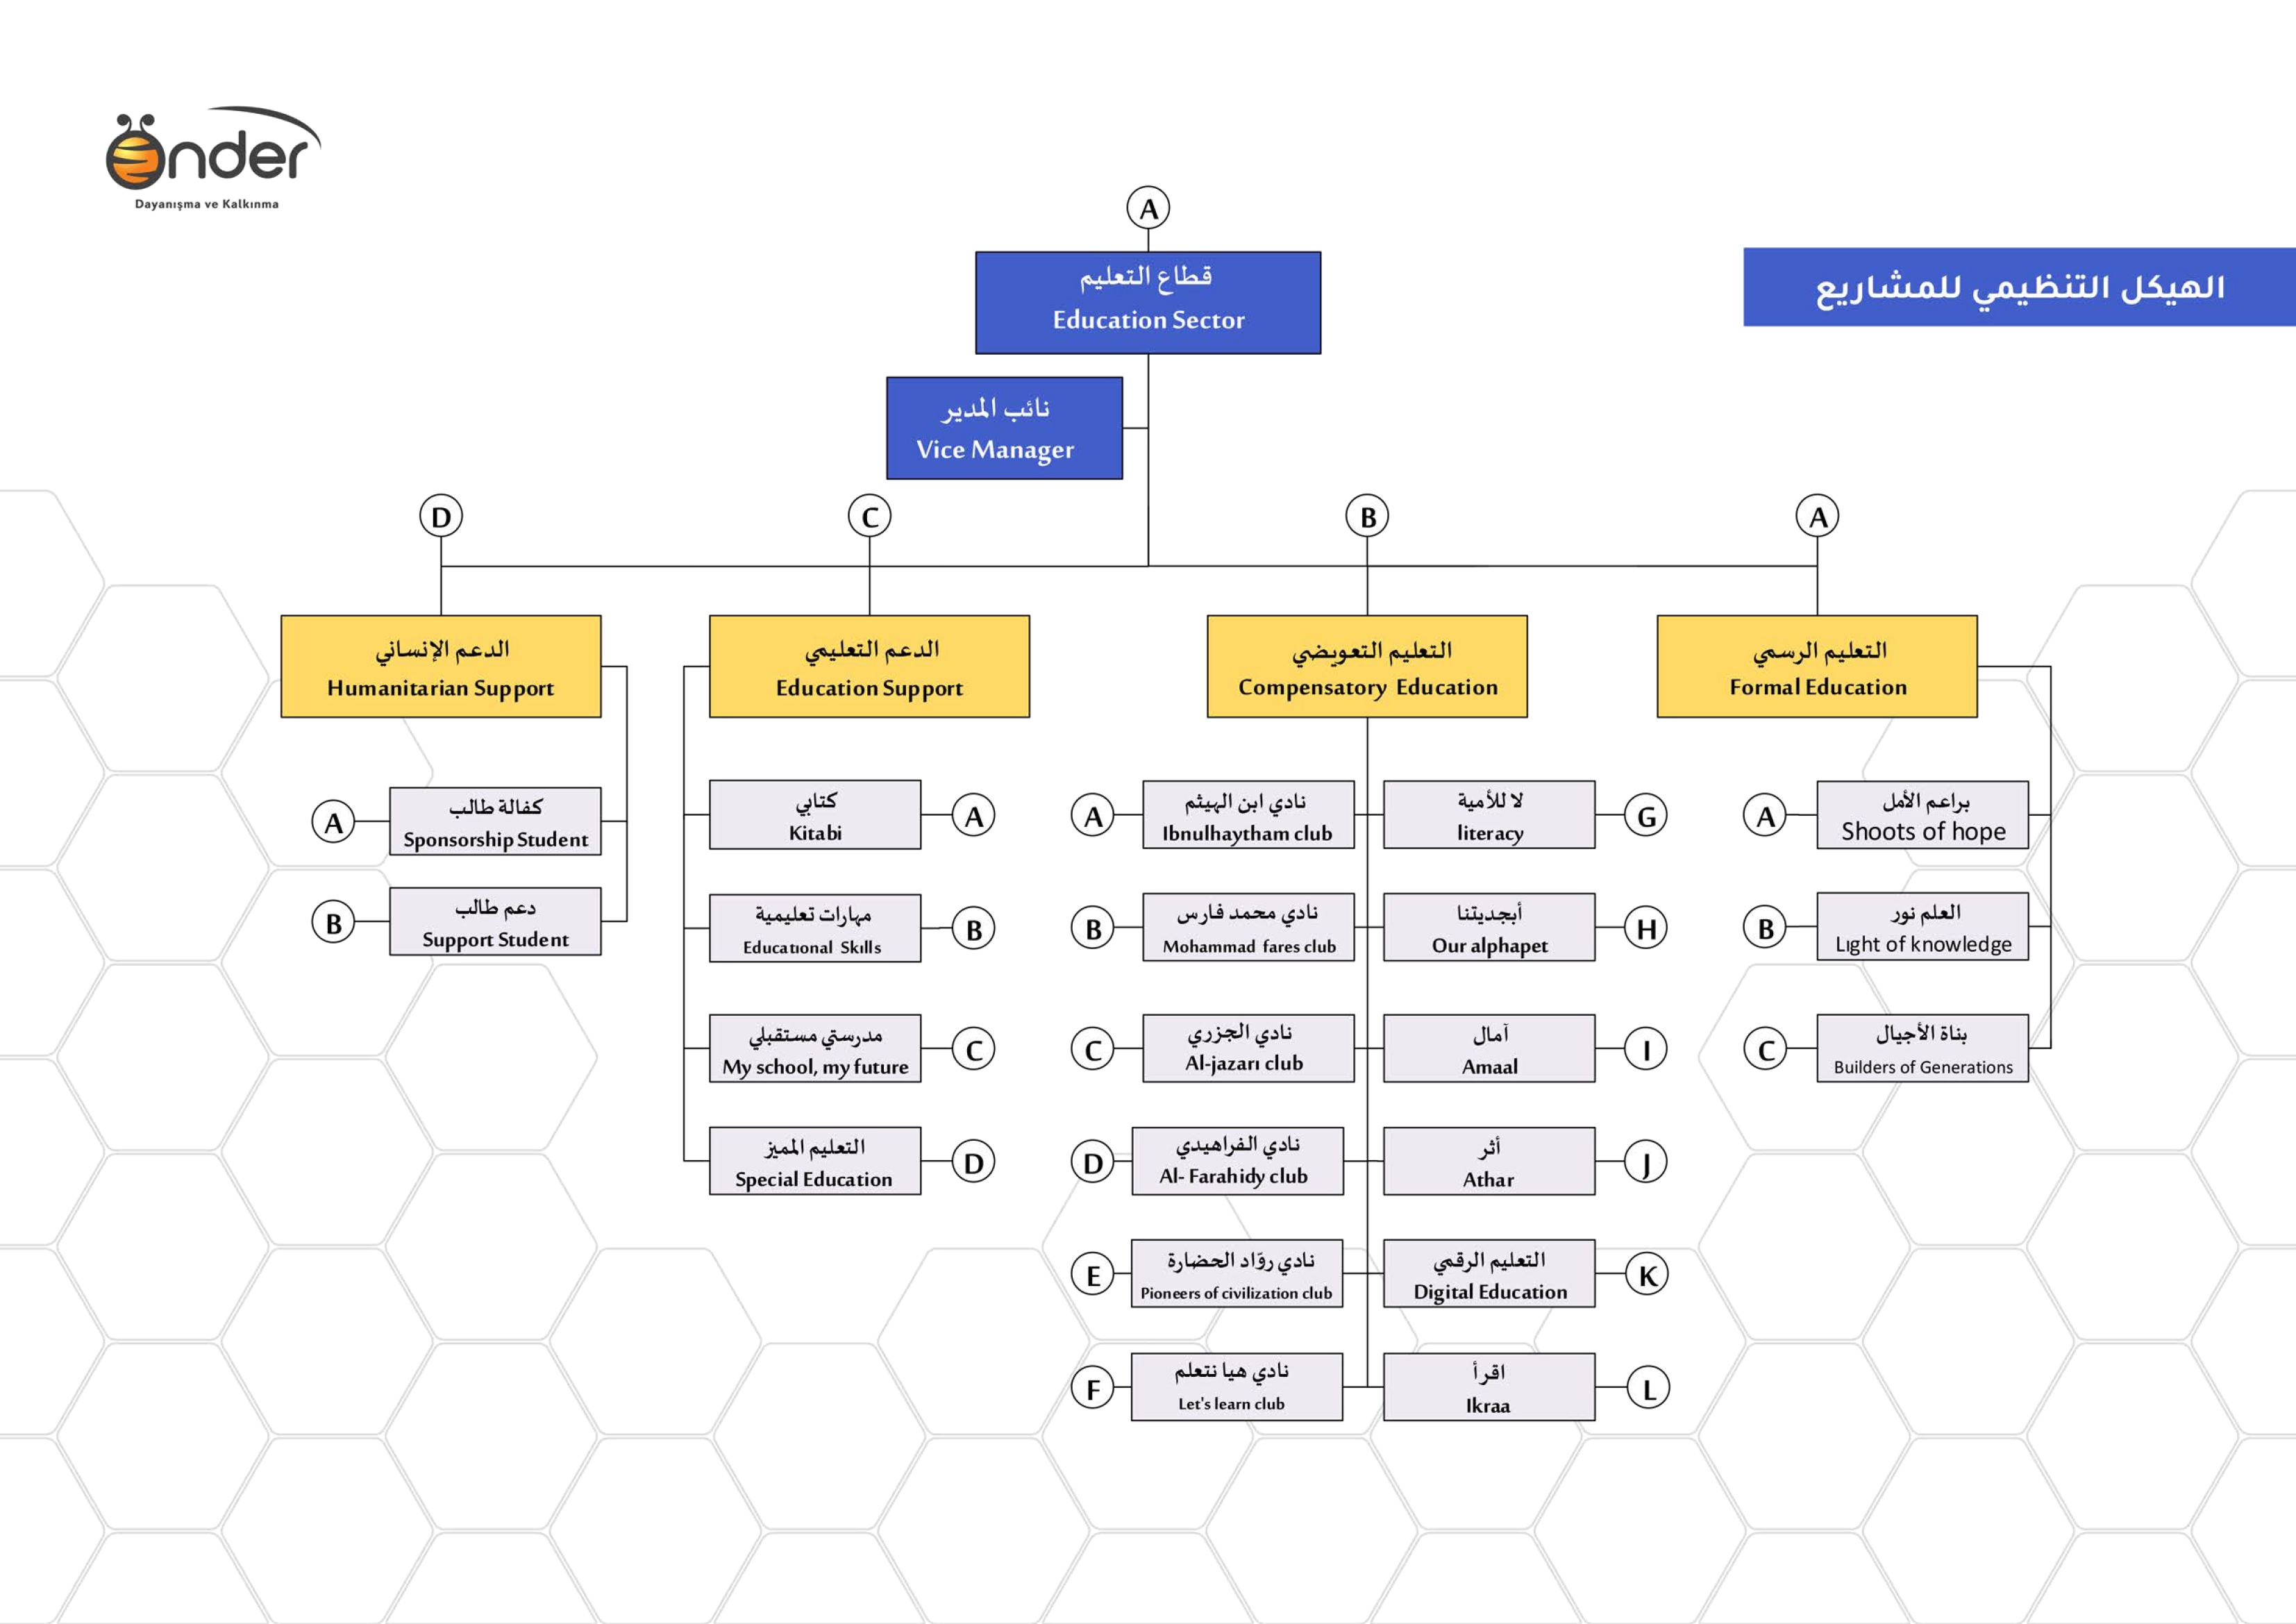 Önder
Dayanışma ve Kalkınma
الهيكل التنظيمي للمشاريع
A
قطاع التعليم
Education Sector
نائب المدير
Vice Manager
A
التعليم الرسمي
Formal Education
A
براعم الأمل
Shoots of hope
B
العلم نور
Lıght of knowledge
C
بناة الأجيال
Builders of Generations
B
التعليم التعويضي
Compensatory Education
A
نادي ابن الهيثم
Ibnulhaytham club
B
نادي محمد فارس
Mohammad fares club
C
نادي الجزري
Al-jazarı club
D
نادي الفراهيدي
Al- Farahidy club
E
نادي روّاد الحضارة
Pioneers of civilization club
F
نادي هيا نتعلم
Let's learn club
لا للأمية
literacy
G
أبجديتنا
Our alphapet
H
آمال
Amaal
I
أثر
Athar
J
التعليم الرقمي
Digital Education
K
اقرأ
Ikraa
L
C
الدعم التعليمي
Education Support
كتابي
Kitabi
A
مهارات تعليمية
Educatıonal Skılls
B
مدرستي مستقبلي
My school, my future
C
التعليم المميز
Special Education
D
D
الدعم الإنساني
Humanitarian Support
A
كفالة طالب
Sponsorship Student
B
دعم طالب
Support Student